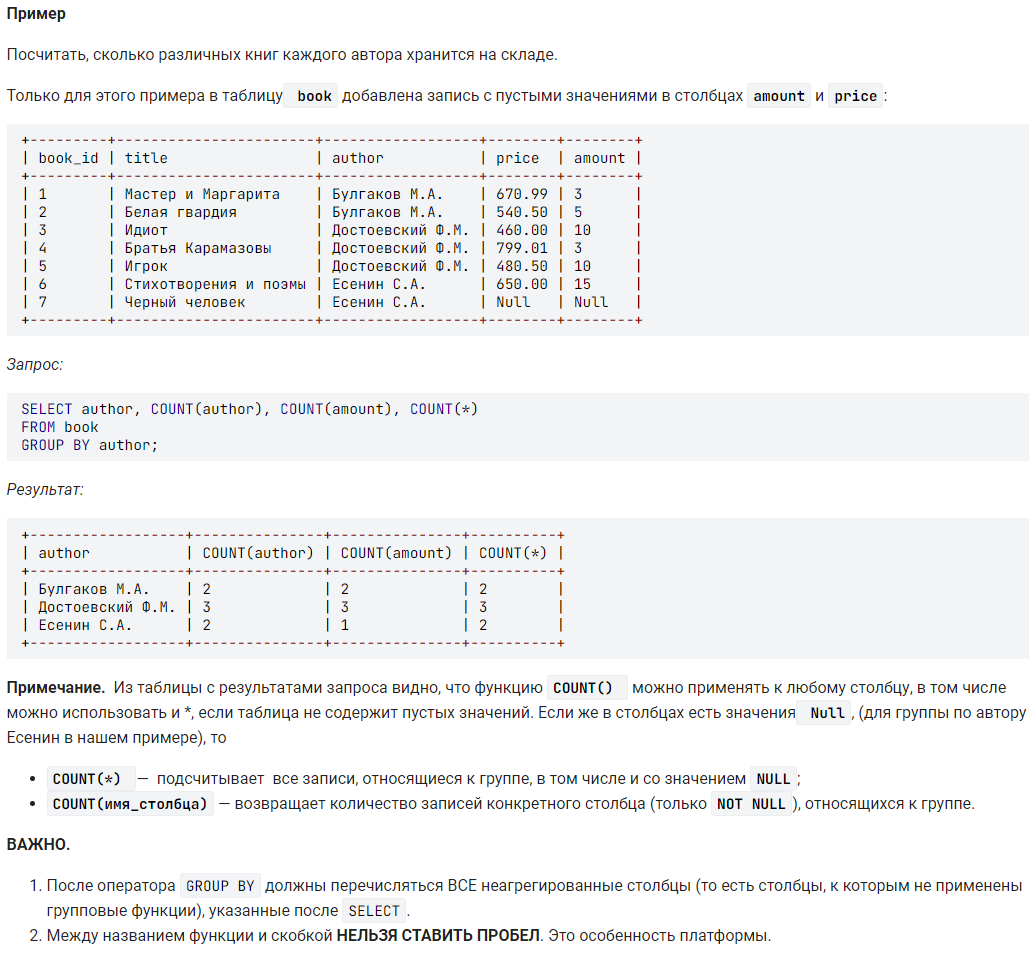 Пример
Посчитать, сколько различных книг каждого автора хранится на складе.
Только для этого примера в таблицу book добавлена запись с пустыми значениями в столбцах amount и price:
+---------+-----------------------+------------------+--------+--------+
| book_id | title                 | author           | price  | amount |
+---------+-----------------------+------------------+--------+--------+
| 1       | Мастер и Маргарита    | Булгаков М.А.    | 670.99 | 3      |
| 2       | Белая гвардия         | Булгаков М.А.    | 540.50 | 5      |
| 3       | Идиот                 | Достоевский Ф.М. | 460.00 | 10     |
| 4       | Братья Карамазовы     | Достоевский Ф.М. | 799.01 | 3      |
| 5       | Игрок                 | Достоевский Ф.М. | 480.50 | 10     |
| 6       | Стихотворения и поэмы | Есенин С.А.      | 650.00 | 15     |
| 7       | Черный человек        | Есенин С.А.      | Null   | Null   |
+---------+-----------------------+------------------+--------+--------+
Запрос:
SELECT author, COUNT(author), COUNT(amount), COUNT(*)
FROM book
GROUP BY author;
Результат:
+------------------+---------------+---------------+----------+
| author           | COUNT(author) | COUNT(amount) | COUNT(*) |
+------------------+---------------+---------------+----------+
| Булгаков М.А.    | 2             | 2             | 2        |
| Достоевский Ф.М. | 3             | 3             | 3        |
| Есенин С.А.      | 2             | 1             | 2        |
+------------------+---------------+---------------+----------+
Примечание. Из таблицы с результатами запроса видно, что функцию COUNT() можно применять к любому столбцу, в том числе
можно использовать и *, если таблица не содержит пустых значений. Если же в столбцах есть значения Null, (для группы по автору
Есенин в нашем примере), то
• COUNT(*) — подсчитывает все записи, относящиеся к группе, в том числе и со значением NULL;
• COUNT(имя_столбца) — возвращает количество записей конкретного столбца (только NOT NULL), относящихся к группе.
ВАЖНО.
1. После оператора GROUP BY должны перечисляться ВСЕ неагрегированные столбцы (то есть столбцы, к которым не применены
групповые функции), указанные после SELECT.
2. Между названием функции и скобкой НЕЛЬЗЯ СТАВИТЬ ПРОБЕЛ. Это особенность платформы.